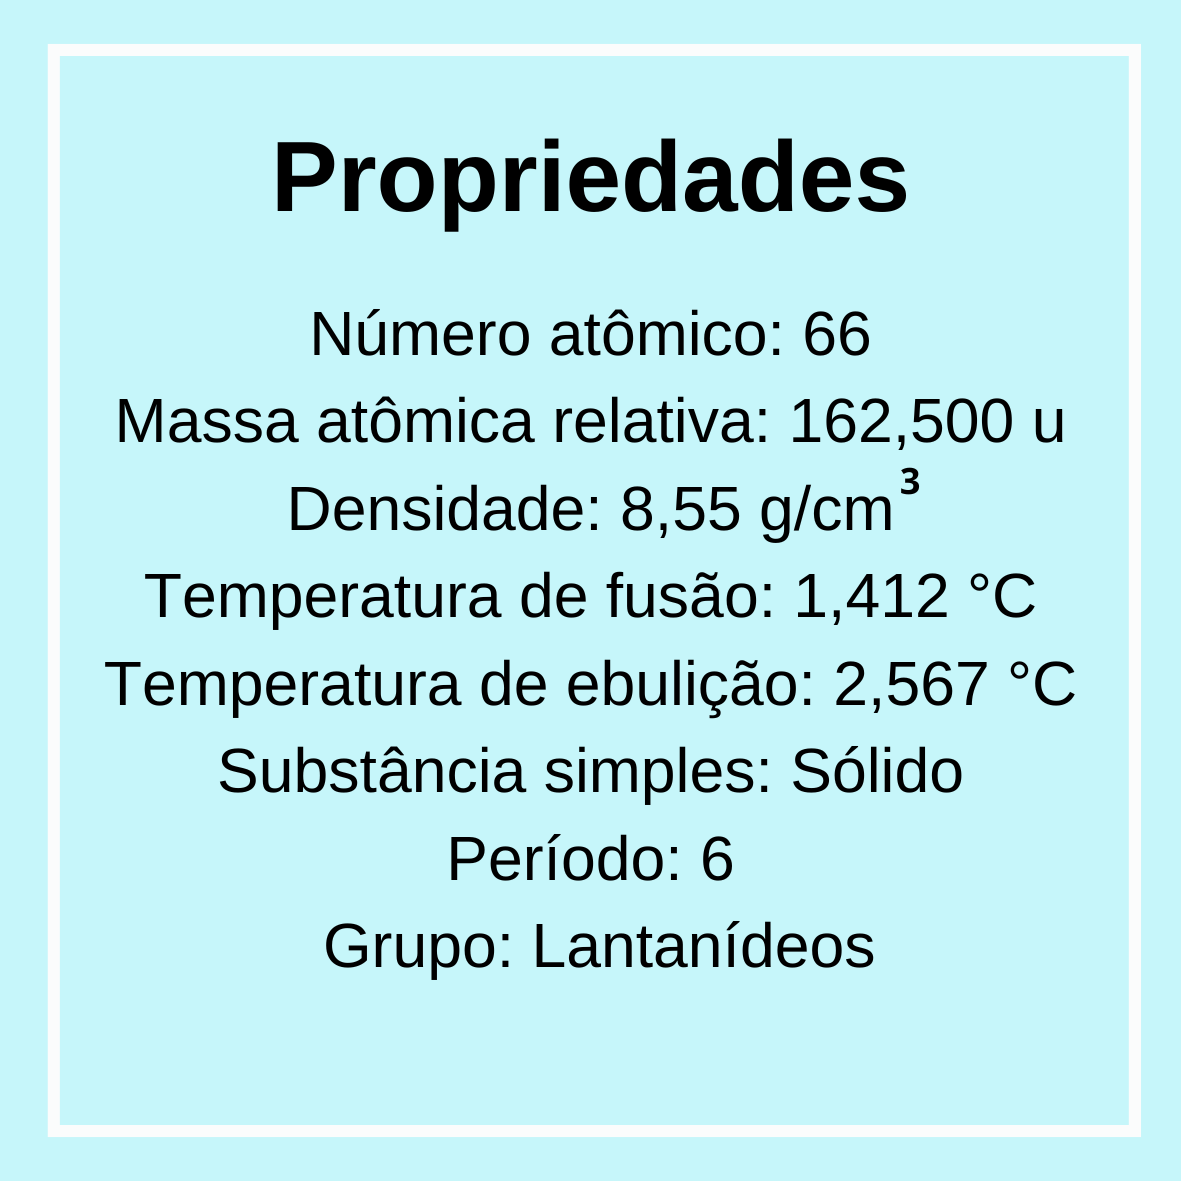 Propriedades
Número atômico: 66
Massa atômica relativa: 162,500 u
Densidade: 8,55 g/cm³
Temperatura de fusão: 1,412 °C
Temperatura de ebulição: 2,567 °C
Substância simples: Sólido
Período: 6
Grupo: Lantanídeos